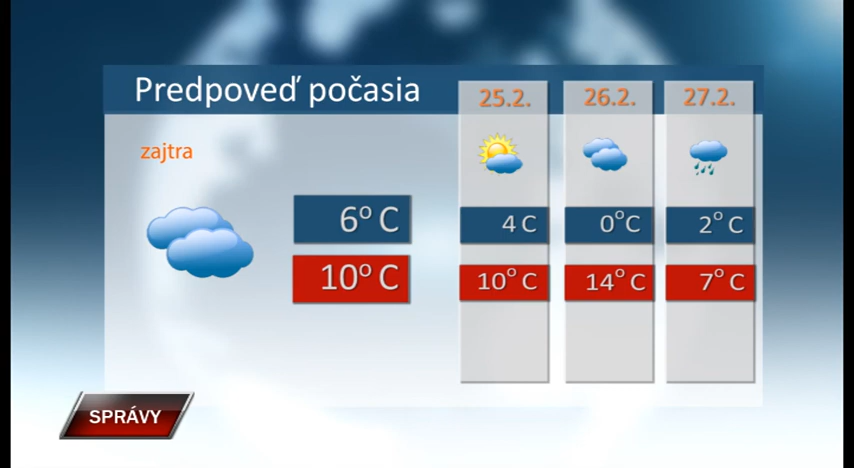 Predpoveď počasia
zajtra
6º C
10º C
25.2.
4 C
10º C
26.2.
0ºC
14º C
27.2.
2º C
7º C
SPRÁVY